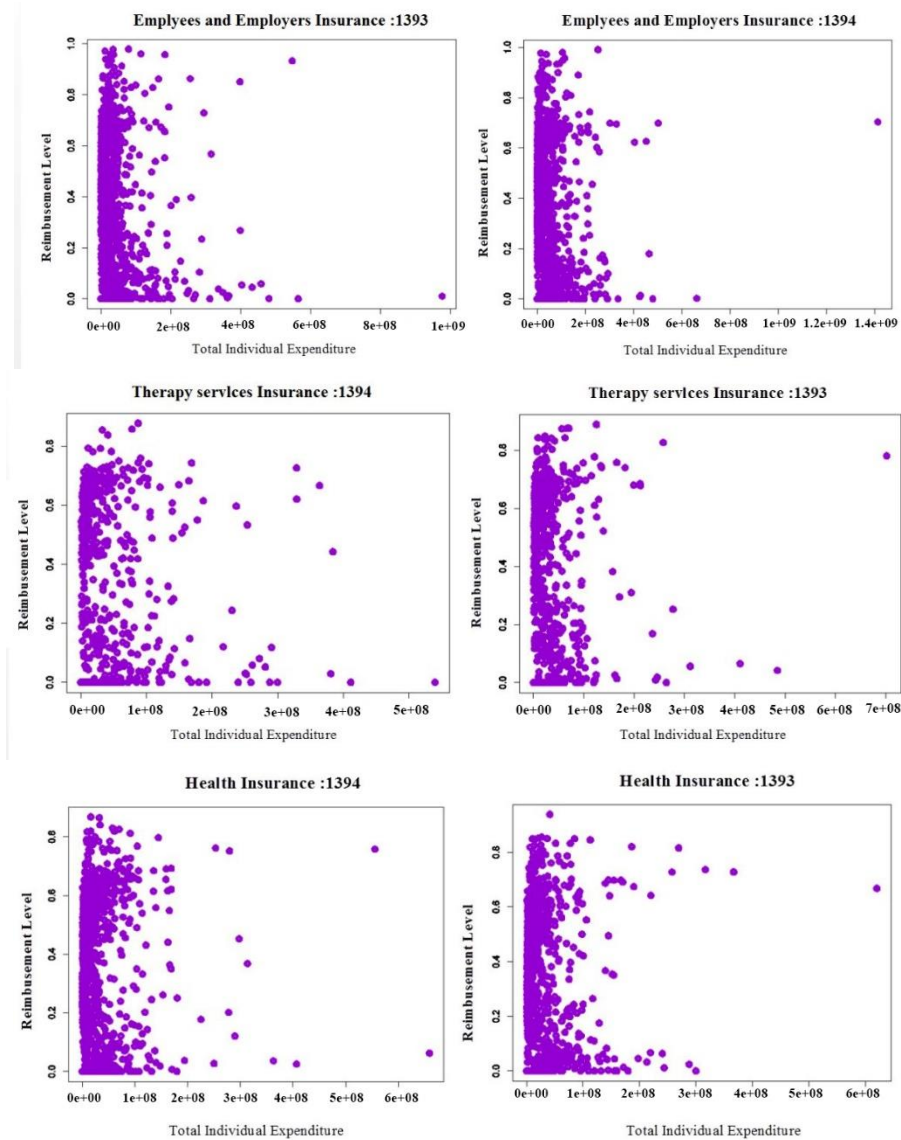 Emplyees and Employers Insurance :1393
Reimbusement Level
1.0
0.8
0.6
0.4
0.2
0.0
0e+00 2e+08 4e+08 6e+08 8e+08 1e+09
Total Individual Expenditure
Emplyees and Employers Insurance :1394
Reimbusement Level
1.0
0.8
0.6
0.4
0.2
0.0
0e+00 2e+08 4e+08 6e+08 8e+08 1e+09 1.2e+09 1.4e+09
Total Individual Expenditure
Therapy services Insurance :1394
Reimbusement Level
0.8
0.6
0.4
0.2
0.0
0e+00 1e+08 2e+08 3e+08 4e+08 5e+08
Total Individual Expenditure
Therapy services Insurance :1393
Reimbusement Level
0.8
0.6
0.4
0.2
0.0
0e+00 1e+08 2e+08 3e+08 4e+08 5e+08 6e+08 7e+08
Total Individual Expenditure
Health Insurance :1394
Reimbusement Level
0.8
0.6
0.4
0.2
0.0
0e+00 1e+08 2e+08 3e+08 4e+08 5e+08 6e+08
Total Individual Expenditure
Health Insurance :1393
Reimbusement Level
0.8
0.6
0.4
0.2
0.0
0e+00 1e+08 2e+08 3e+08 4e+08 5e+08 6e+08
Total Individual Expenditure